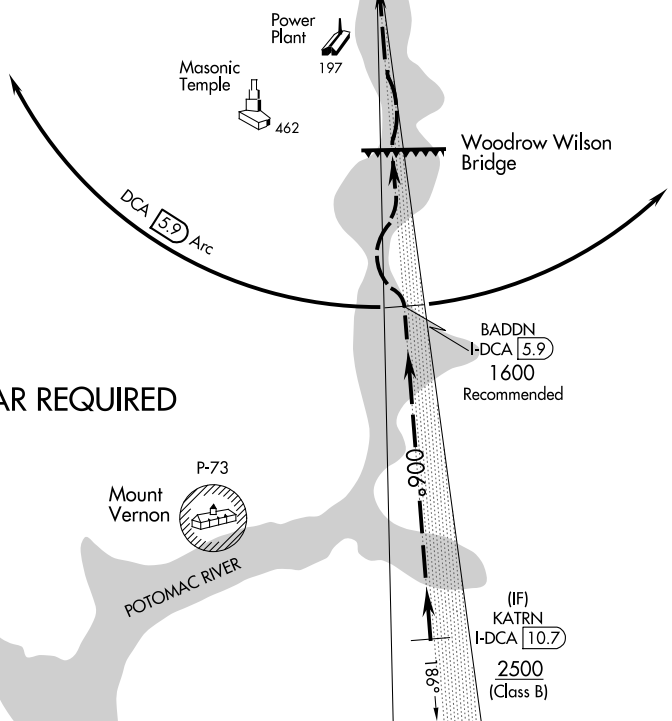 Power
Plant
197
Masonic
Temple
462
Woodrow Wilson
Bridge
DCA 5.9 Arc
BADDN
I-DCA 5.9
1600
Recommended
AR REQUIRED
006°
P-73
Mount
Vernon
POTOMAC RIVER
(IF)
KATRN
I-DCA 10.7
2500
(Class B)
186°